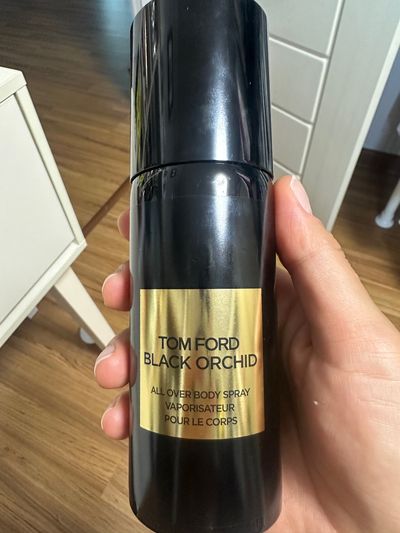 TOM FORD
BLACK ORCHID
ALL OVER BODY SPRAY
VAPORISATEUR
POUR LE CORPS